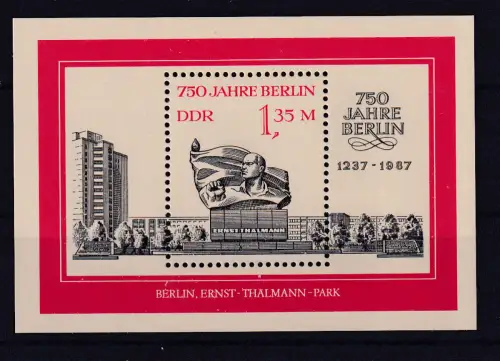 750 JAHRE BERLIN
DDR
1,35 M
ERNST-THÄLMANN
750
JAHRE
BERLIN
1237-1987
BERLIN, ERNST-THÄLMANN-PARK